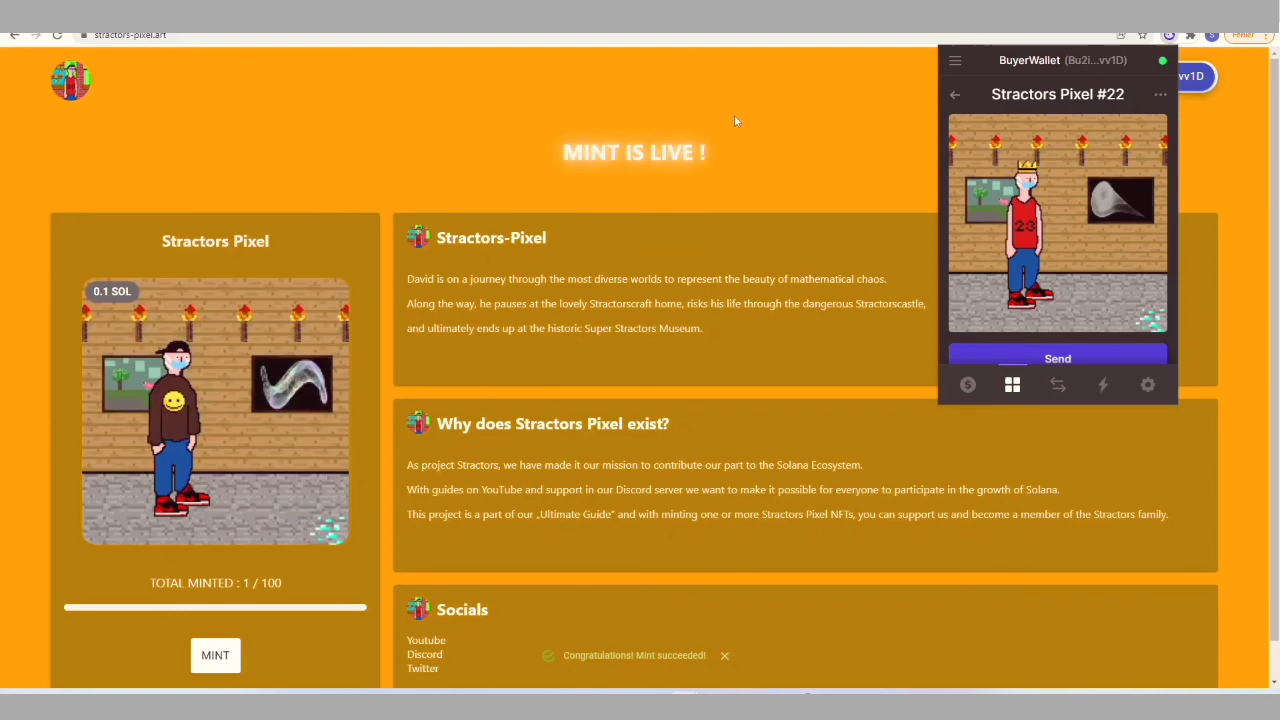 stractors-pixel.art
BuyerWallet (Bu2i...vv1D)
vv1D
Stractors Pixel #22
MINT IS LIVE !
23
Send
Stractors Pixel
0.1 SOL
TOTAL MINTED : 1 / 100
MINT
Stractors-Pixel
David is on a journey through the most diverse worlds to represent the beauty of mathematical chaos.
Along the way, he pauses at the lovely Stractorscraft home, risks his life through the dangerous Stractorscastle,
and ultimately ends up at the historic Super Stractors Museum.
Why does Stractors Pixel exist?
As project Stractors, we have made it our mission to contribute our part to the Solana Ecosystem.
With guides on YouTube and support in our Discord server we want to make it possible for everyone to participate in the growth of Solana.
This project is a part of our „Ultimate Guide“ and with minting one or more Stractors Pixel NFTs, you can support us and become a member of the Stractors family.
Socials
Youtube
Discord
Twitter
Congratulations! Mint succeeded!